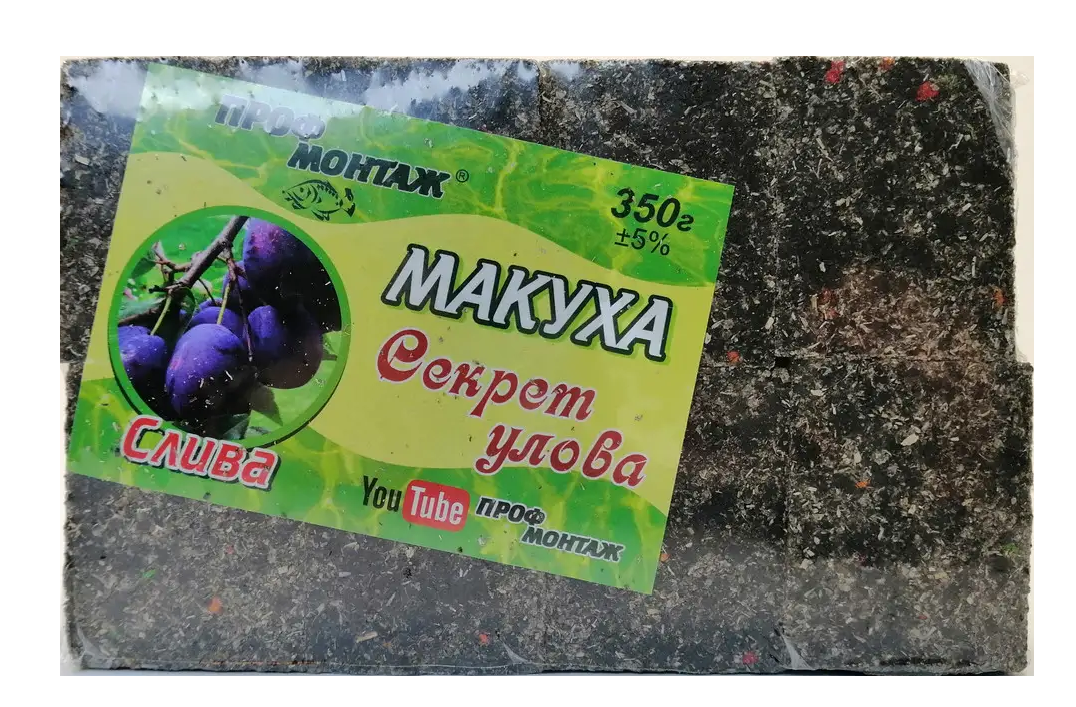 ПРОФ
МОНТАЖ®
350г
±5%
МАКУХА
Секрет
улова
Слива
YouTube ПРОФ
МОНТАЖ